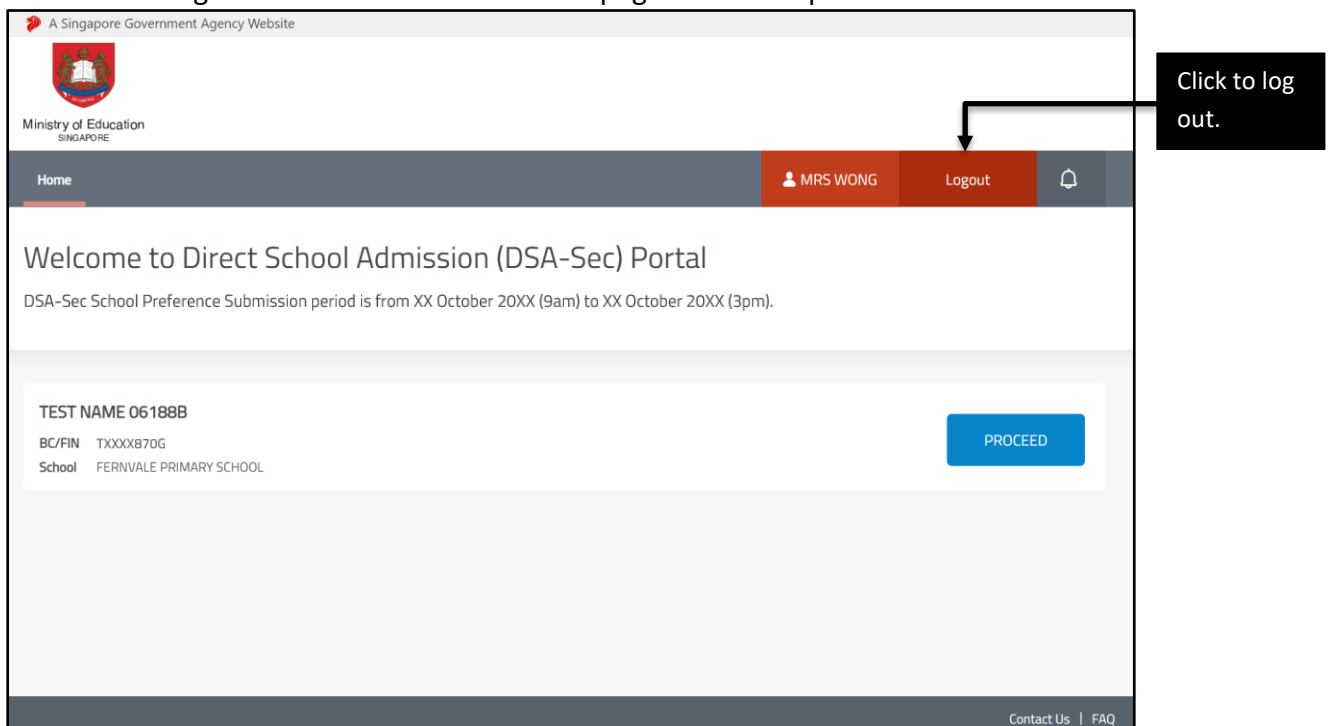 A Singapore Government Agency Website
Ministry of Education
SINGAPORE
Click to log
out.
Home
MRS WONG
Logout
Welcome to Direct School Admission (DSA-Sec) Portal
DSA-Sec School Preference Submission period is from XX October 20XX (9am) to XX October 20XX (3pm).
TEST NAME 06188B
BC/FIN TXXXX870G
School FERNVALE PRIMARY SCHOOL
PROCEED
Contact Us | FAQ